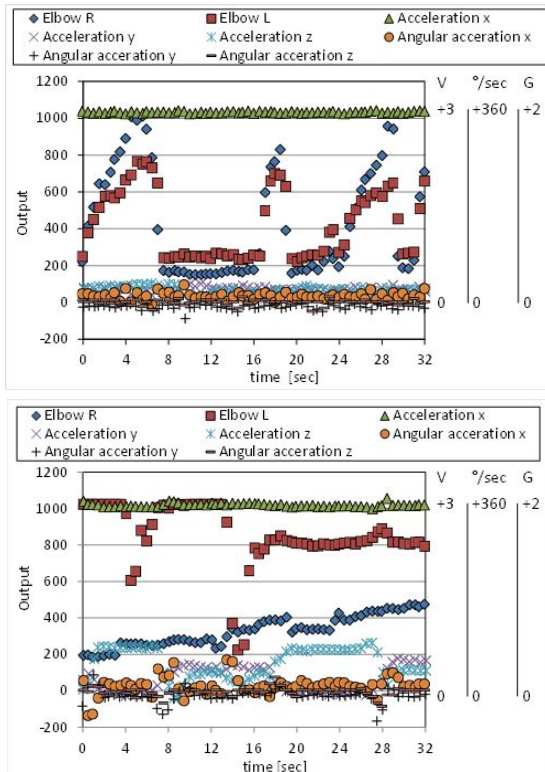 Elbow R Elbow L Acceleration x
Acceleration y Acceleration z Angular acceration x
Angular acceration y Angular acceration z
V °/sec G
1200
1000
800
600
400
200
0
-200
Output
+3 +360 +2
0 0 0
0 4 8 12 16 20 24 28 32
time [sec]
Elbow R Elbow L Acceleration x
Acceleration y Acceleration z Angular acceration x
Angular acceration y Angular acceration z
V °/sec G
1200
1000
800
600
400
200
0
-200
Output
+3 +360 +2
0 0 0
0 4 8 12 16 20 24 28 32
time [sec]